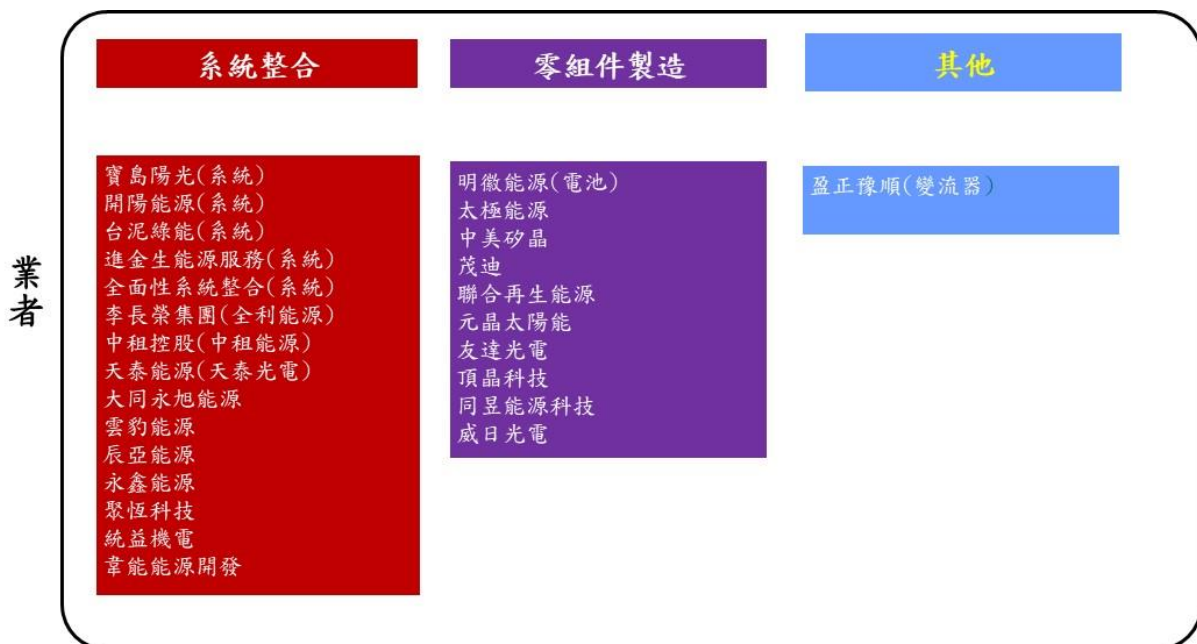 業者
系統整合
寶島陽光(系統)
開陽能源(系統)
台泥綠能(系統)
進金生能源服務(系統)
全面性系統整合(系統)
李長榮集團(全利能源)
中租控股(中租能源)
天泰能源(天泰光電)
大同永旭能源
雲豹能源
辰亞能源
永鑫能源
聚恆科技
統益機電
韋能能源開發
零組件製造
明徽能源(電池)
太極能源
中美矽晶
茂迪
聯合再生能源
元晶太陽能
友達光電
頂晶科技
同昱能源科技
威日光電
其他
盈正豫順(變流器)